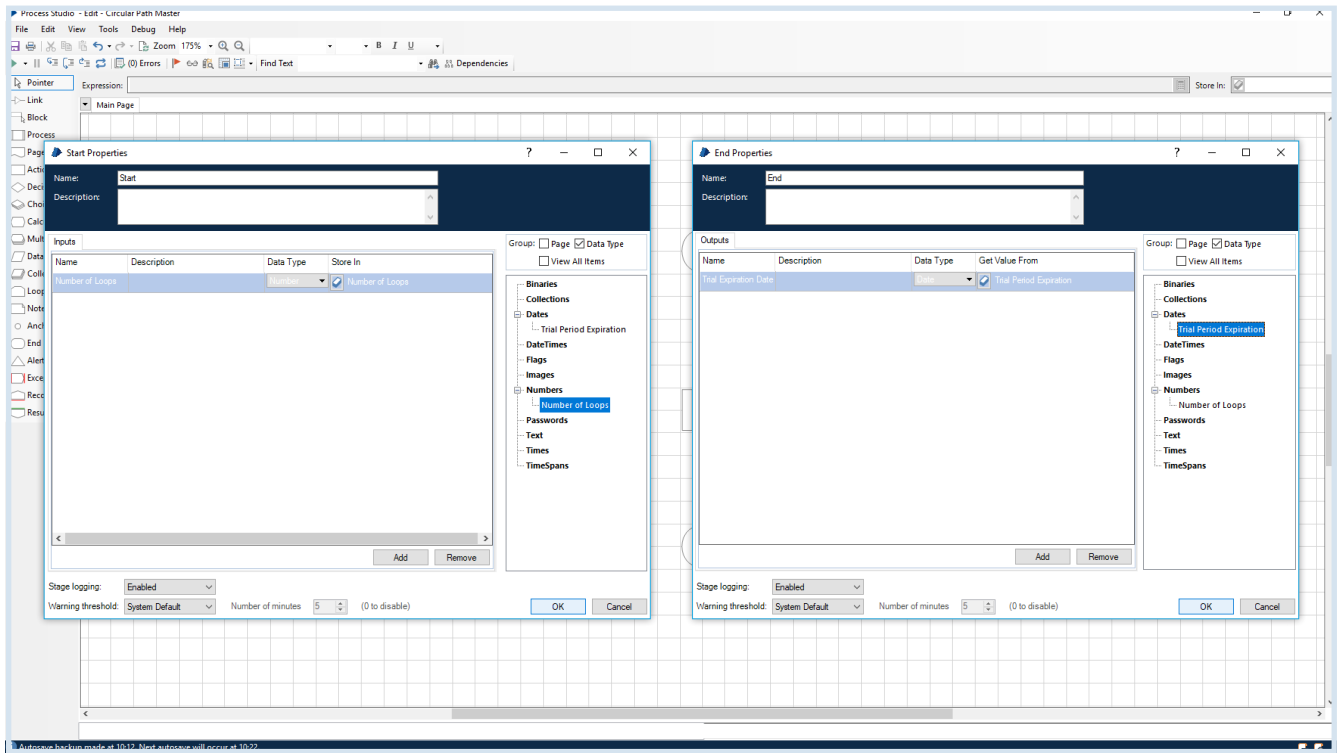 Process Studio - Edit - Circular Path Master
File Edit View Tools Debug Help
Zoom 175% B I U
(0) Errors Find Text Dependencies
Pointer Expression: Store In:
Link
Main Page
Block
Process
Page
Loop
Note
End
Alert
Start Properties ?
Name: Start
Description:
Inputs
Group: Page Data Type
View All Items
Name Description Data Type Store In
Number of Loops Number Number of Loops
Binaries
Collections
Dates
Trial Period Expiration
DateTimes
Flags
Images
Numbers
Number of Loops
Passwords
Text
Times
TimeSpans
Add Remove
Stage logging: Enabled
Warning threshold: System Default Number of minutes 5 (0 to disable)
OK Cancel
End Properties ?
Name: End
Description:
Outputs
Group: Page Data Type
View All Items
Name Description Data Type Get Value From
Trial Expiration Date Date Trial Period Expiration
Binaries
Collections
Dates
Trial Period Expiration
DateTimes
Flags
Images
Numbers
Number of Loops
Passwords
Text
Times
TimeSpans
Add Remove
Stage logging: Enabled
Warning threshold: System Default Number of minutes 5 (0 to disable)
OK Cancel
Autosave backup made at 10:12. Next autosave will occur at 10:22.